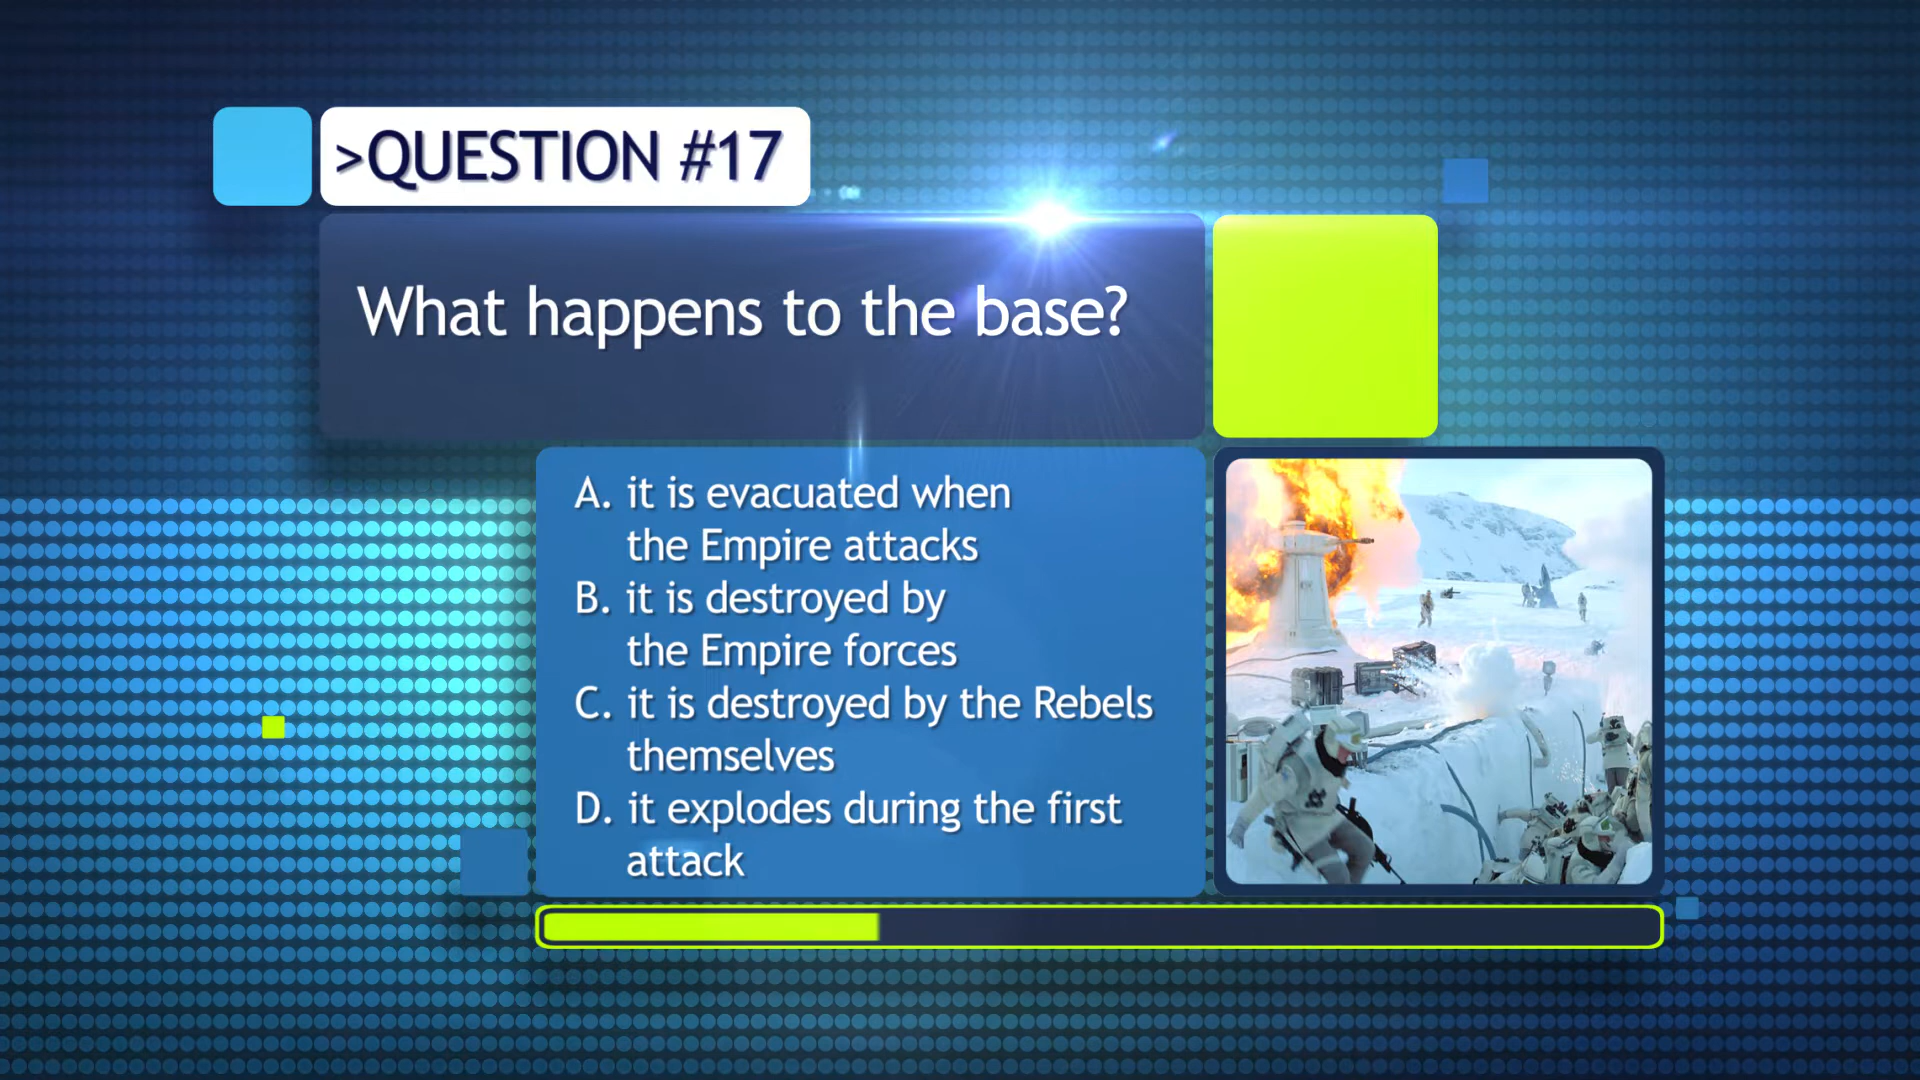 >QUESTION #17
What happens to the base?
A. it is evacuated when
the Empire attacks
B. it is destroyed by
the Empire forces
C. it is destroyed by the Rebels
themselves
D. it explodes during the first
attack